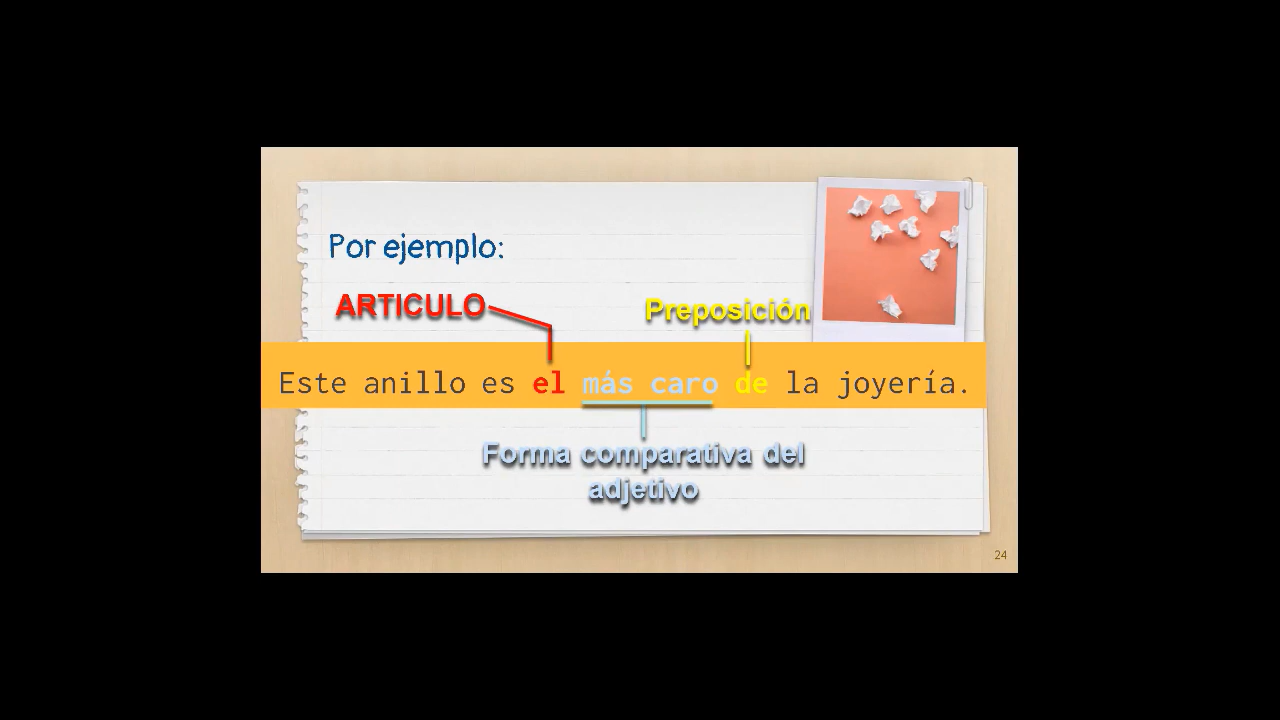 Por ejemplo:
ARTICULO
Preposición
Este anillo es el más caro de la joyería.
Forma comparativa del
adjetivo
24